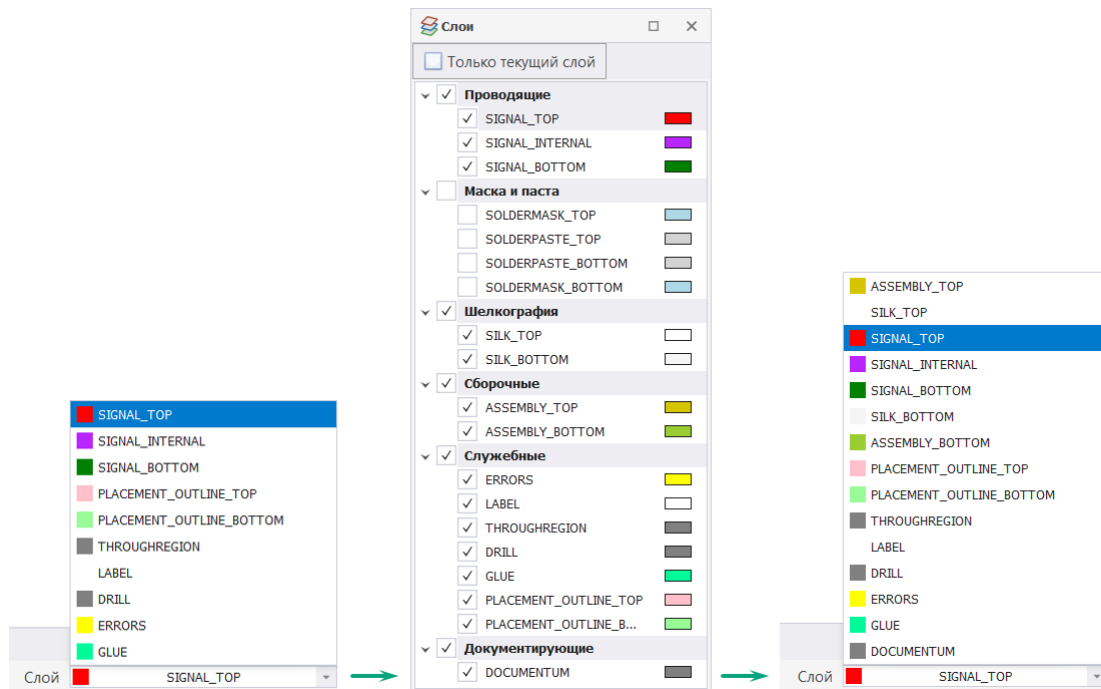 SIGNAL_TOP
SIGNAL_INTERNAL
SIGNAL_BOTTOM
PLACEMENT_OUTLINE_TOP
PLACEMENT_OUTLINE_BOTTOM
THROUGHREGION
LABEL
DRILL
ERRORS
GLUE
Слой SIGNAL_TOP
Слои
Только текущий слой
Проводящие
SIGNAL_TOP
SIGNAL_INTERNAL
SIGNAL_BOTTOM
Маска и паста
SOLDERMASK_TOP
SOLDERPASTE_TOP
SOLDERPASTE_BOTTOM
SOLDERMASK_BOTTOM
Шелкография
SILK_TOP
SILK_BOTTOM
Сборочные
ASSEMBLY_TOP
ASSEMBLY_BOTTOM
Служебные
ERRORS
LABEL
THROUGHREGION
DRILL
GLUE
PLACEMENT_OUTLINE_TOP
PLACEMENT_OUTLINE_B...
Документирующие
DOCUMENTUM
ASSEMBLY_TOP
SILK_TOP
SIGNAL_TOP
SIGNAL_INTERNAL
SIGNAL_BOTTOM
SILK_BOTTOM
ASSEMBLY_BOTTOM
PLACEMENT_OUTLINE_TOP
PLACEMENT_OUTLINE_BOTTOM
THROUGHREGION
LABEL
DRILL
ERRORS
GLUE
DOCUMENTUM
Слой SIGNAL_TOP